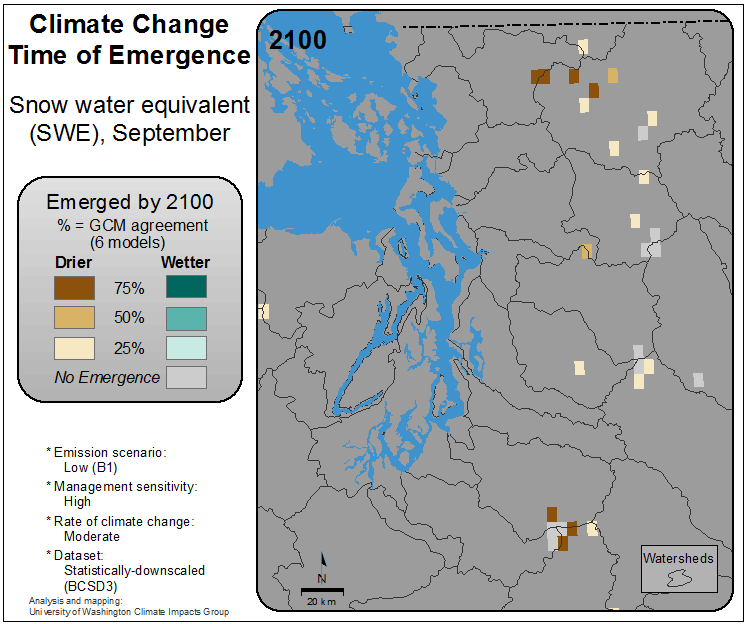 Climate Change
Time of Emergence
Snow water equivalent
(SWE), September
Emerged by 2100
% = GCM agreement
(6 models)
Drier Wetter
75%
50%
25%
No Emergence
* Emission scenario:
Low (B1)
* Management sensitivity:
High
* Rate of climate change:
Moderate
* Dataset:
Statistically-downscaled
(BCSD3)
Analysis and mapping:
University of Washington Climate Impacts Group
2100
N
20 km
Watersheds